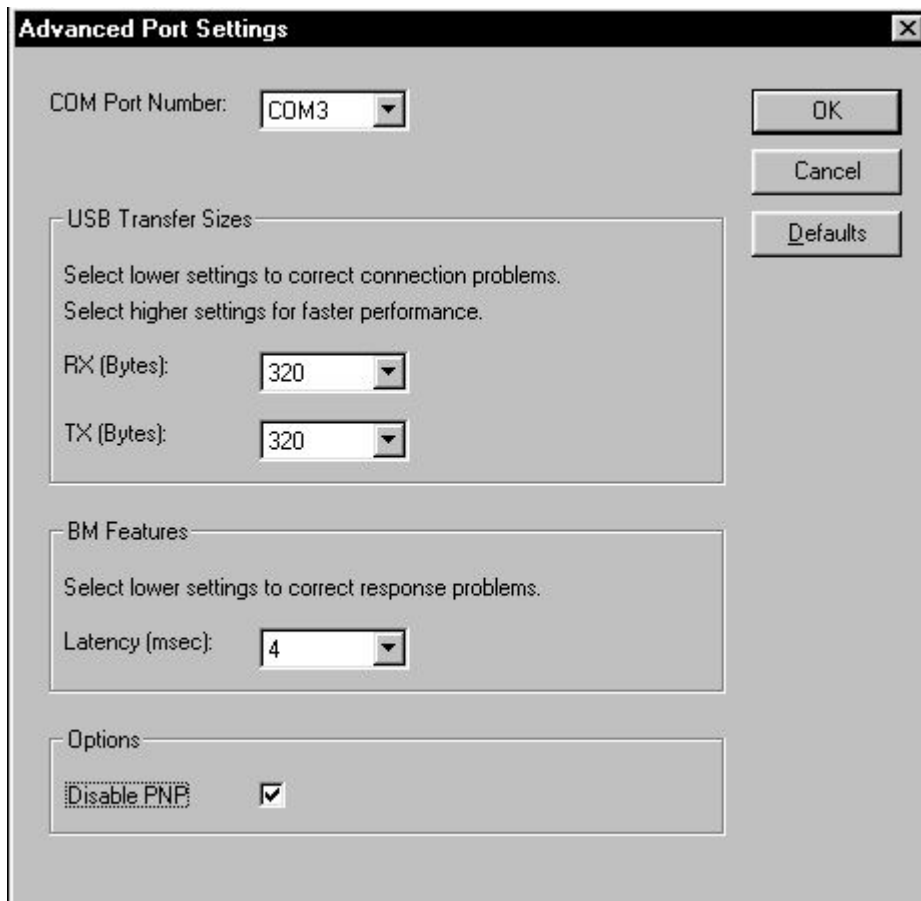 Advanced Port Settings
COM Port Number: COM3
OK
Cancel
Defaults
USB Transfer Sizes
Select lower settings to correct connection problems.
Select higher settings for faster performance.
RX (Bytes): 320
TX (Bytes): 320
BM Features
Select lower settings to correct response problems.
Latency (msec): 4
Options
Disable PNP